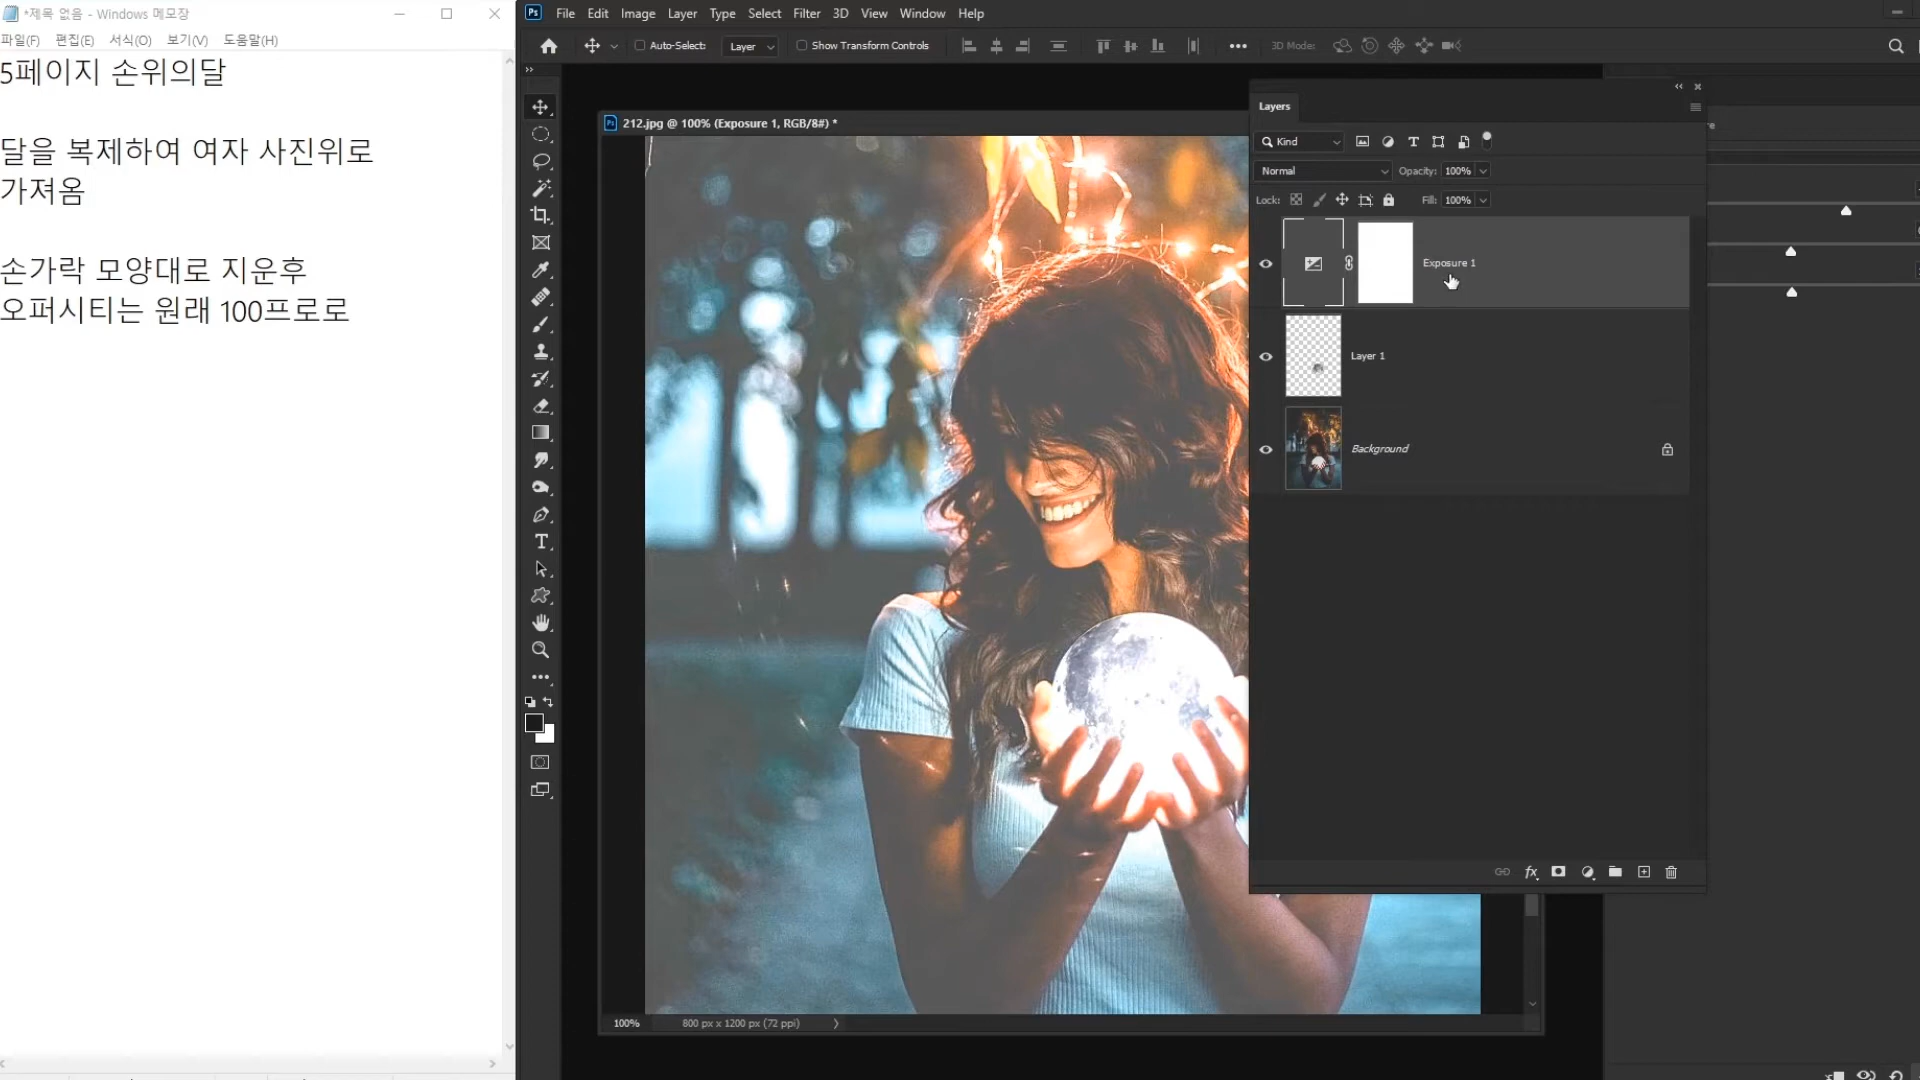 *제목 없음 - Windows 메모장
파일(F) 편집(E) 서식(O) 보기(V) 도움말(H)
5페이지 손위의달
달을 복제하여 여자 사진위로
가져옴
손가락 모양대로 지운후
오퍼시티는 원래 100프로로
Ps File Edit Image Layer Type Select Filter 3D View Window Help
Auto-Select: Layer Show Transform Controls 3D Mode:
Ps 212.jpg @ 100% (Exposure 1, RGB/8#) *
Layers
Kind
Normal Opacity: 100%
Lock: Fill: 100%
Exposure 1
Layer 1
Background
fx
100% 800 px x 1200 px (72 ppi)